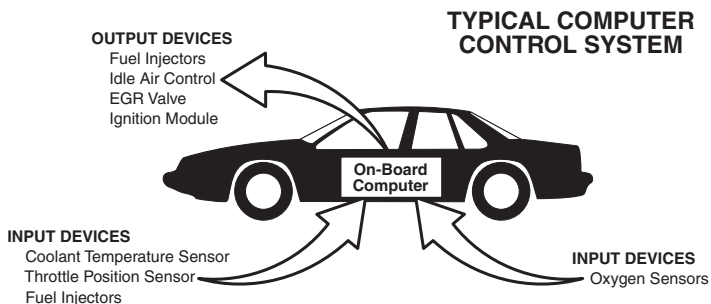 TYPICAL COMPUTER
CONTROL SYSTEM
OUTPUT DEVICES
Fuel Injectors
Idle Air Control
EGR Valve
Ignition Module
On-Board
Computer
INPUT DEVICES
Coolant Temperature Sensor
Throttle Position Sensor
Fuel Injectors
INPUT DEVICES
Oxygen Sensors